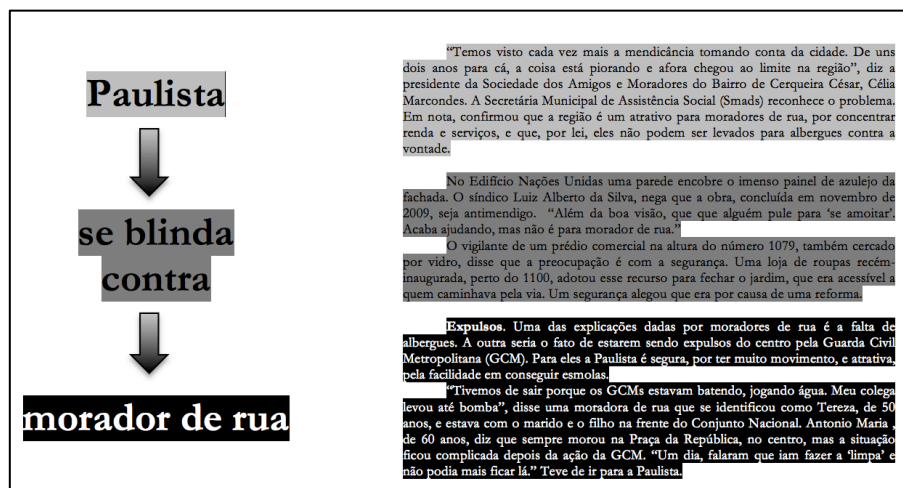 Paulista
se blinda
contra
morador de rua
“Temos visto cada vez mais a mendicância tomando conta da cidade. De uns
dois anos para cá, a coisa está piorando e afora chegou ao limite na região”, diz a
presidente da Sociedade dos Amigos e Moradores do Bairro de Cerqueira César, Célia
Marcondes. A Secretária Municipal de Assistência Social (Smads) reconhece o problema.
Em nota, confirmou que a região é um atrativo para moradores de rua, por concentrar
renda e serviços, e que, por lei, eles não podem ser levados para albergues contra a
vontade.
No Edifício Nações Unidas uma parede encobre o imenso painel de azulejo da
fachada. O síndico Luiz Alberto da Silva, nega que a obra, concluída em novembro de
2009, seja antimendigo. “Além da boa visão, que que alguém pule para ‘se amoitar’.
Acaba ajudando, mas não é para morador de rua.”
O vigilante de um prédio comercial na altura do número 1079, também cercado
por vidro, disse que a preocupação é com a segurança. Uma loja de roupas recém-
inaugurada, perto do 1100, adotou esse recurso para fechar o jardim, que era acessível a
quem caminhava pela via. Um segurança alegou que era por causa de uma reforma.
Expulsos. Uma das explicações dadas por moradores de rua é a falta de
albergues. A outra seria o fato de estarem sendo expulsos do centro pela Guarda Civil
Metropolitana (GCM). Para eles a Paulista é segura, por ter muito movimento, e atrativa,
pela facilidade em conseguir esmolas.
“Tivemos de sair porque os GCMs estavam batendo, jogando água. Meu colega
levou até bomba”, disse uma moradora de rua que se identificou como Tereza, de 50
anos, e estava com o marido e o filho na frente do Conjunto Nacional. Antonio Maria ,
de 60 anos, diz que sempre morou na Praça da República, no centro, mas a situação
ficou complicada depois da ação da GCM. “Um dia, falaram que iam fazer a ‘limpa’ e
não podia mais ficar lá.” Teve de ir para a Paulista.